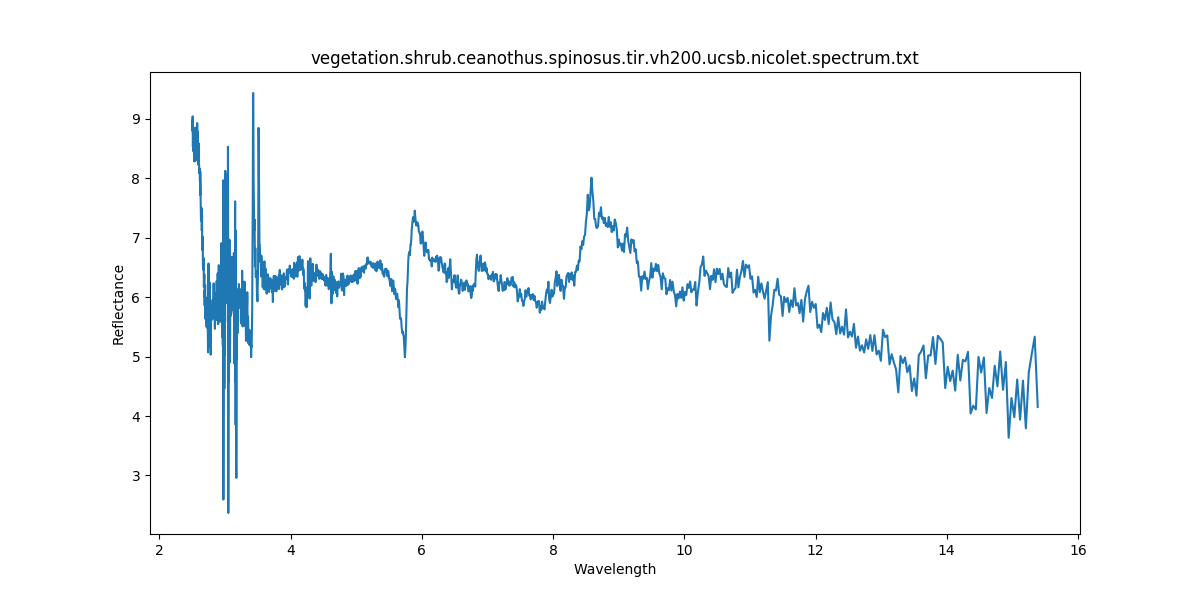 vegetation.shrub.ceanothus.spinosus.tir.vh200.ucsb.nicolet.spectrum.txt
9
8
7
6
5
4
3
Reflectance
2 4 6 8 10 12 14 16
Wavelength